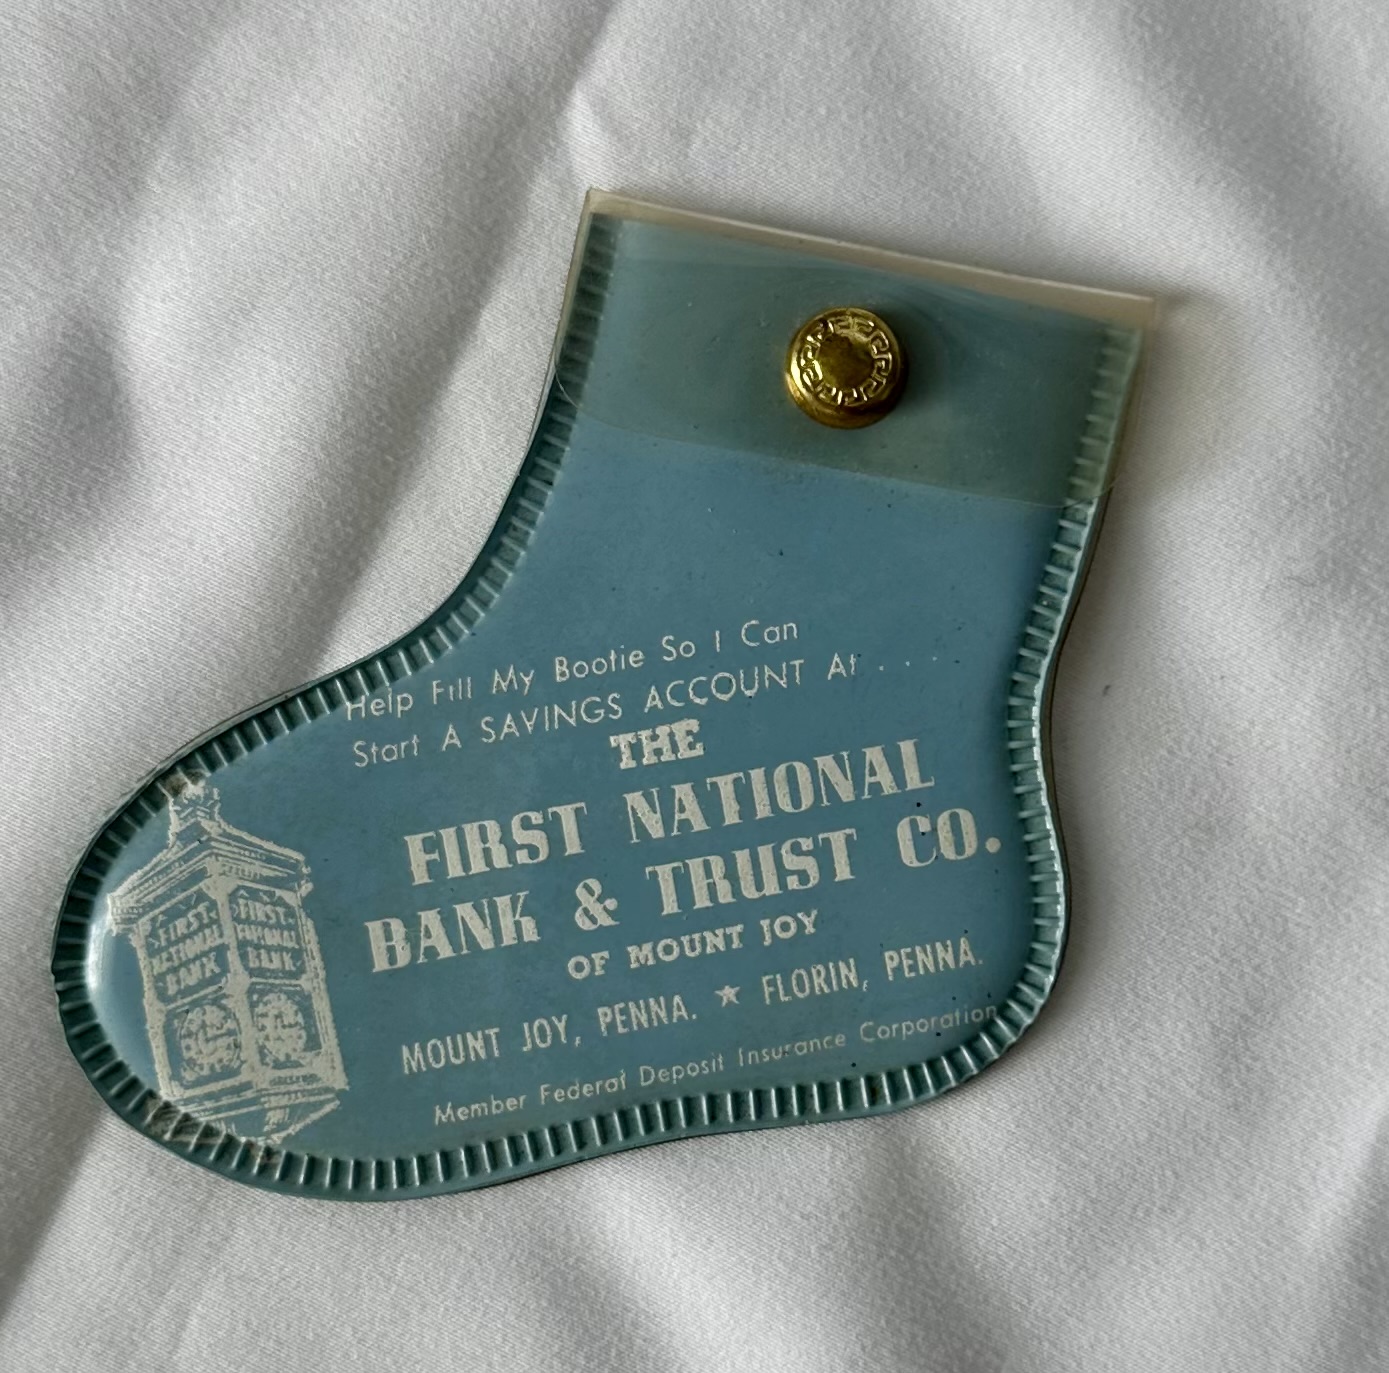 Help Fill My Bootie So I Can
Start A SAVINGS ACCOUNT At . . . .
THE
FIRST NATIONAL
BANK & TRUST CO.
OF MOUNT JOY
MOUNT JOY, PENNA. ★ FLORIN, PENNA.
Member Federal Deposit Insurance Corporation
FIRST
NATIONAL
BANK
FIRST
NATIONAL
BANK